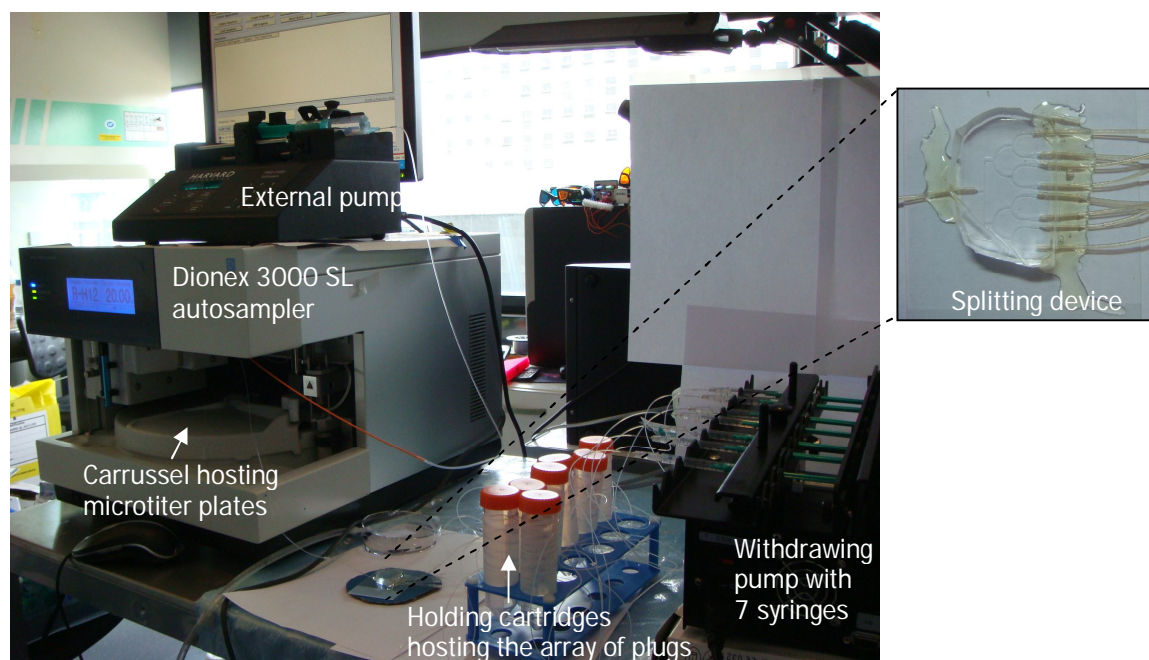 HARVARD
External pump
Dionex 3000 SL
autosampler
R-H12 20.00
Carrussel hosting
microtiter plates
Holding cartridges
hosting the array of plugs
Withdrawing
pump with
7 syringes
Splitting device